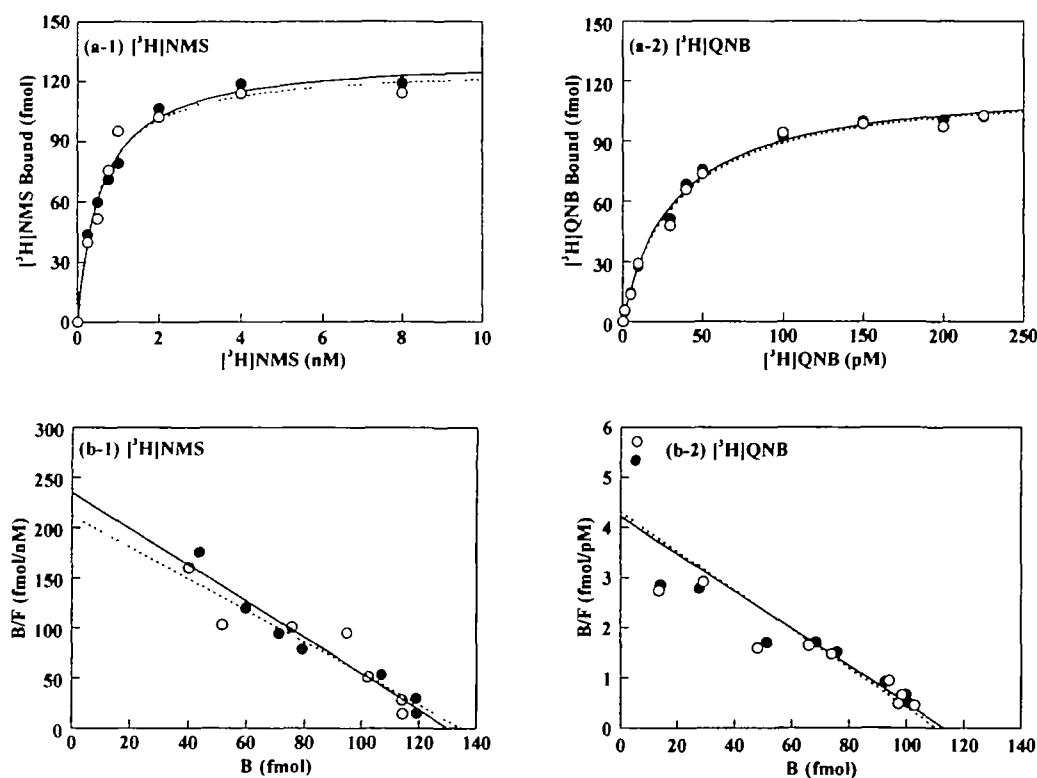 (a-1) [³H]NMS
[³H]NMS Bound (fmol)
150
120
90
60
30
0
0 2 4 6 8 10
[³H]NMS (nM)
(a-2) [³H]QNB
[³H]QNB Bound (fmol)
150
120
90
60
30
0
0 50 100 150 200 250
[³H]QNB (pM)
(b-1) [³H]NMS
B/F (fmol/nM)
300
250
200
150
100
50
0
0 20 40 60 80 100 120 140
B (fmol)
(b-2) [³H]QNB
B/F (fmol/pM)
6
5
4
3
2
1
0
0 20 40 60 80 100 120 140
B (fmol)